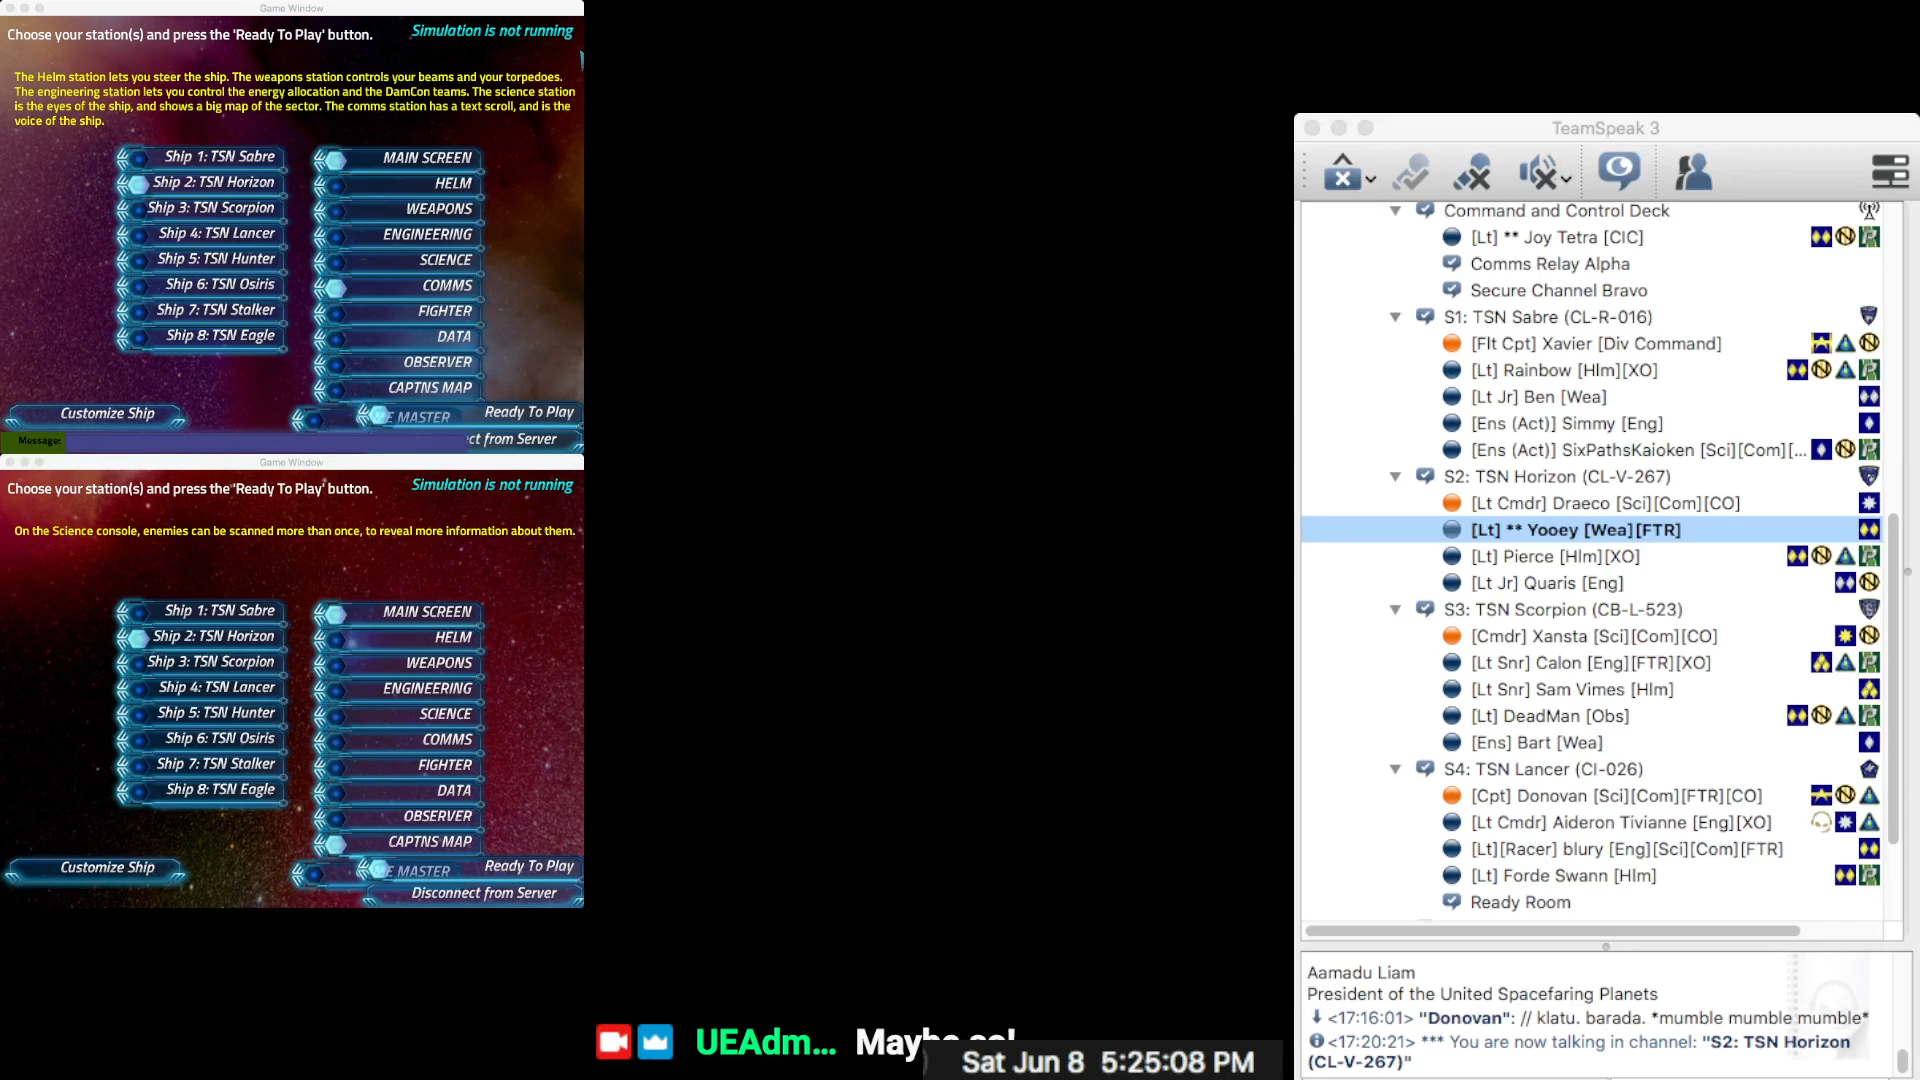 Game Window
Choose your station(s) and press the 'Ready To Play' button.
Simulation is not running
The Helm station lets you steer the ship. The weapons station controls your beams and your torpedoes.
The engineering station lets you control the energy allocation and the DamCon teams. The science station
is the eyes of the ship, and shows a big map of the sector. The comms station has a text scroll, and is the
voice of the ship.
Ship 1: TSN Sabre
Ship 2: TSN Horizon
Ship 3: TSN Scorpion
Ship 4: TSN Lancer
Ship 5: TSN Hunter
Ship 6: TSN Osiris
Ship 7: TSN Stalker
Ship 8: TSN Eagle
MAIN SCREEN
HELM
WEAPONS
ENGINEERING
SCIENCE
COMMS
FIGHTER
DATA
OBSERVER
CAPTNS MAP
Customize Ship
MASTER
Ready To Play
Message:
from Server
Game Window
Choose your station(s) and press the 'Ready To Play' button.
Simulation is not running
On the Science console, enemies can be scanned more than once, to reveal more information about them.
Ship 1: TSN Sabre
Ship 2: TSN Horizon
Ship 3: TSN Scorpion
Ship 4: TSN Lancer
Ship 5: TSN Hunter
Ship 6: TSN Osiris
Ship 7: TSN Stalker
Ship 8: TSN Eagle
MAIN SCREEN
HELM
WEAPONS
ENGINEERING
SCIENCE
COMMS
FIGHTER
DATA
OBSERVER
CAPTNS MAP
Customize Ship
MASTER
Ready To Play
Disconnect from Server
TeamSpeak 3
Command and Control Deck
[Lt] ** Joy Tetra [CIC]
Comms Relay Alpha
Secure Channel Bravo
S1: TSN Sabre (CL-R-016)
[Flt Cpt] Xavier [Div Command]
[Lt] Rainbow [Hlm][XO]
[Lt Jr] Ben [Wea]
[Ens (Act)] Simmy [Eng]
[Ens (Act)] SixPathsKaioken [Sci][Com][...
S2: TSN Horizon (CL-V-267)
[Lt Cmdr] Draeco [Sci][Com][CO]
[Lt] ** Yooey [Wea][FTR]
[Lt] Pierce [Hlm][XO]
[Lt Jr] Quaris [Eng]
S3: TSN Scorpion (CB-L-523)
[Cmdr] Xansta [Sci][Com][CO]
[Lt Snr] Calon [Eng][FTR][XO]
[Lt Snr] Sam Vimes [Hlm]
[Lt] DeadMan [Obs]
[Ens] Bart [Wea]
S4: TSN Lancer (CI-026)
[Cpt] Donovan [Sci][Com][FTR][CO]
[Lt Cmdr] Aideron Tivianne [Eng][XO]
[Lt][Racer] blury [Eng][Sci][Com][FTR]
[Lt] Forde Swann [Hlm]
Ready Room
Aamadu Liam
President of the United Spacefaring Planets
<17:16:01> "Donovan": // klatu. barada. *mumble mumble mumble*
<17:20:21> *** You are now talking in channel: "S2: TSN Horizon
(CL-V-267)"
UEAdm...
Sat Jun 8 5:25:08 PM